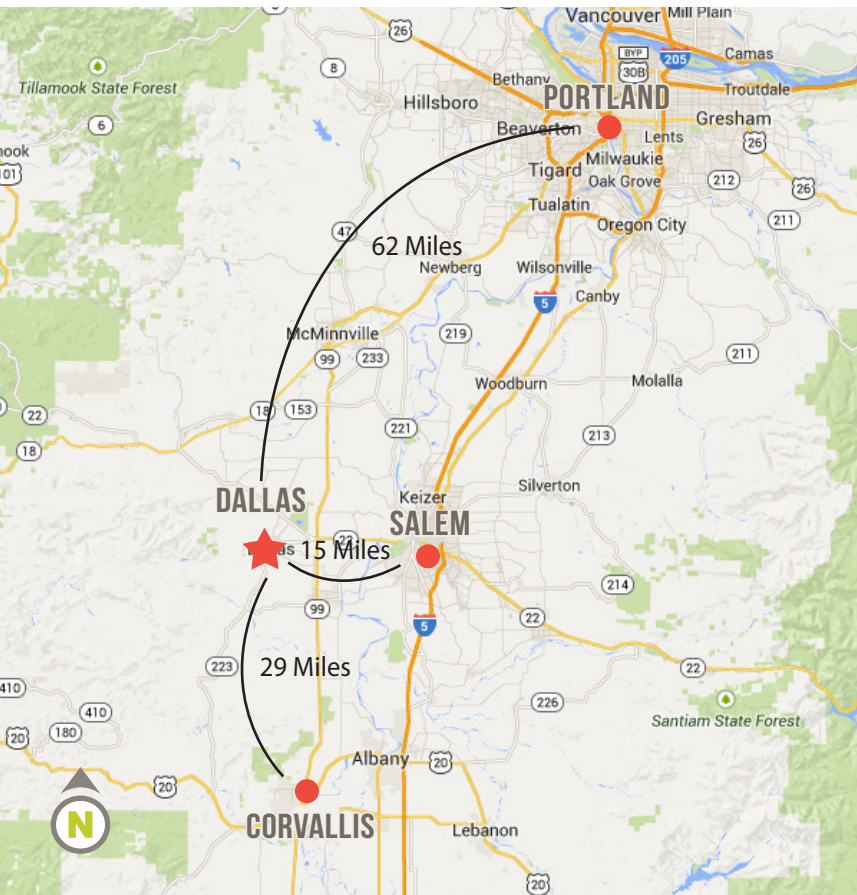 Vancouver
Mill Plain
26
BYP
30B
205
Camas
8
Bethany
Troutdale
Tillamook State Forest
Hillsboro
PORTLAND
Gresham
6
Beaverton
Lents
26
ook
101
Tigard
Milwaukie
Oak Grove
212
26
Tualatin
211
47
Oregon City
62 Miles
Newberg
Wilsonville
5
Canby
McMinnville
219
99
233
211
Woodburn
Molalla
22
18
153
221
213
18
Silverton
DALLAS
Keizer
SALEM
22
as
15 Miles
214
99
22
5
223
29 Miles
22
410
226
410
Santiam State Forest
20
180
Albany
20
20
N
CORVALLIS
Lebanon
20